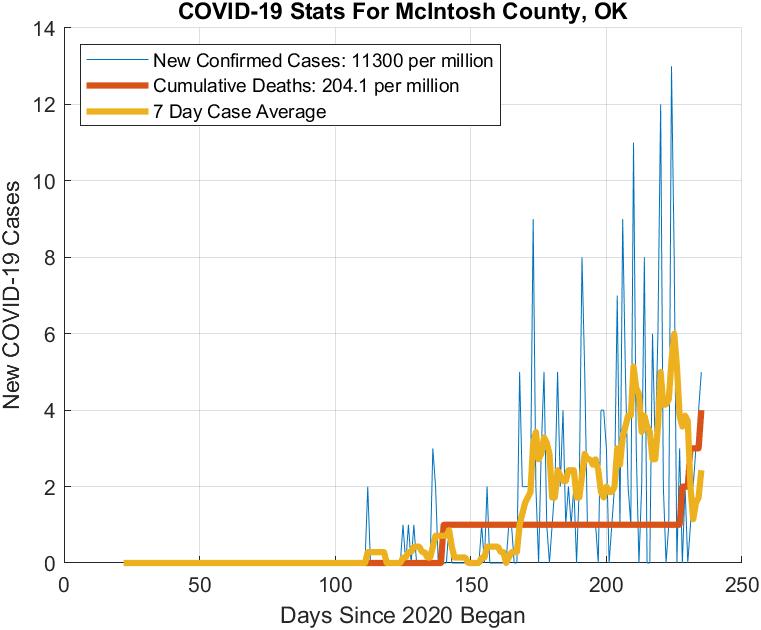 COVID-19 Stats For McIntosh County, OK
14
12
10
8
6
4
2
0
New COVID-19 Cases
New Confirmed Cases: 11300 per million
Cumulative Deaths: 204.1 per million
7 Day Case Average
0 50 100 150 200 250
Days Since 2020 Began